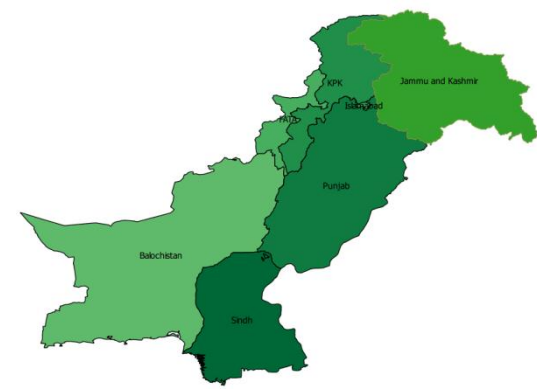 KPK
Jammu and Kashmir
Islamabad
FATA
Punjab
Balochistan
Sindh